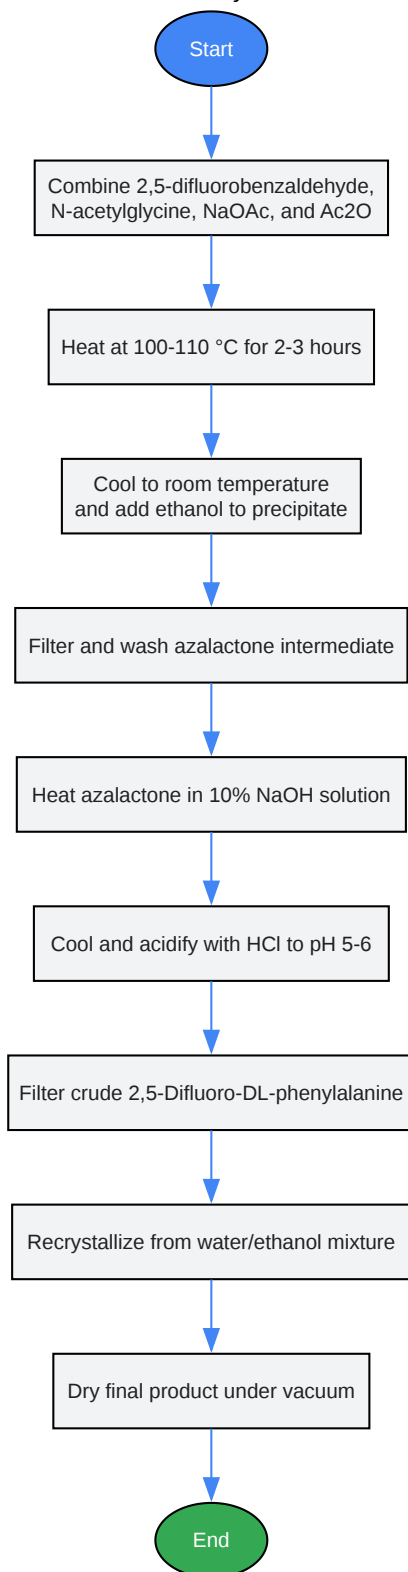 Start
Combine 2,5-difluorobenzaldehyde,
N-acetylglycine, NaOAc, and Ac2O
Heat at 100-110 °C for 2-3 hours
Cool to room temperature
and add ethanol to precipitate
Filter and wash azalactone intermediate
Heat azalactone in 10% NaOH solution
Cool and acidify with HCl to pH 5-6
Filter crude 2,5-Difluoro-DL-phenylalanine
Recrystallize from water/ethanol mixture
Dry final product under vacuum
End